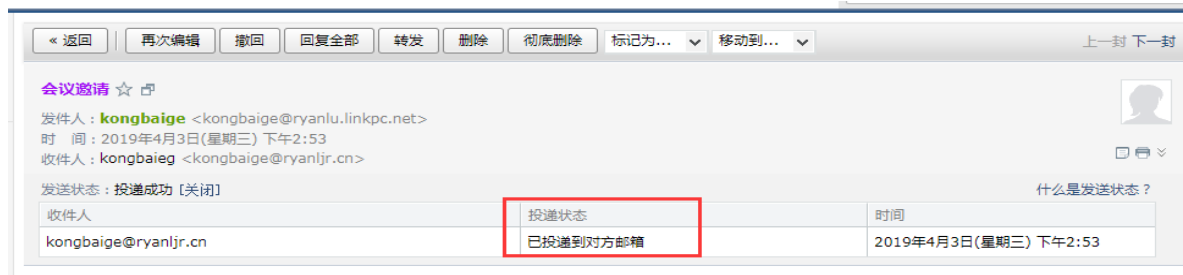 « 返回 再次编辑 撤回 回复全部 转发 删除 彻底删除 标记为... 移动到... 上一封 下一封
会议邀请
发件人：kongbaige <kongbaige@ryanlu.linkpc.net>
时 间：2019年4月3日(星期三) 下午2:53
收件人：kongbaieg <kongbaige@ryanljr.cn>
发送状态：投递成功 [关闭] 什么是发送状态？
收件人 投递状态 时间
kongbaige@ryanljr.cn 已投递到对方邮箱 2019年4月3日(星期三) 下午2:53